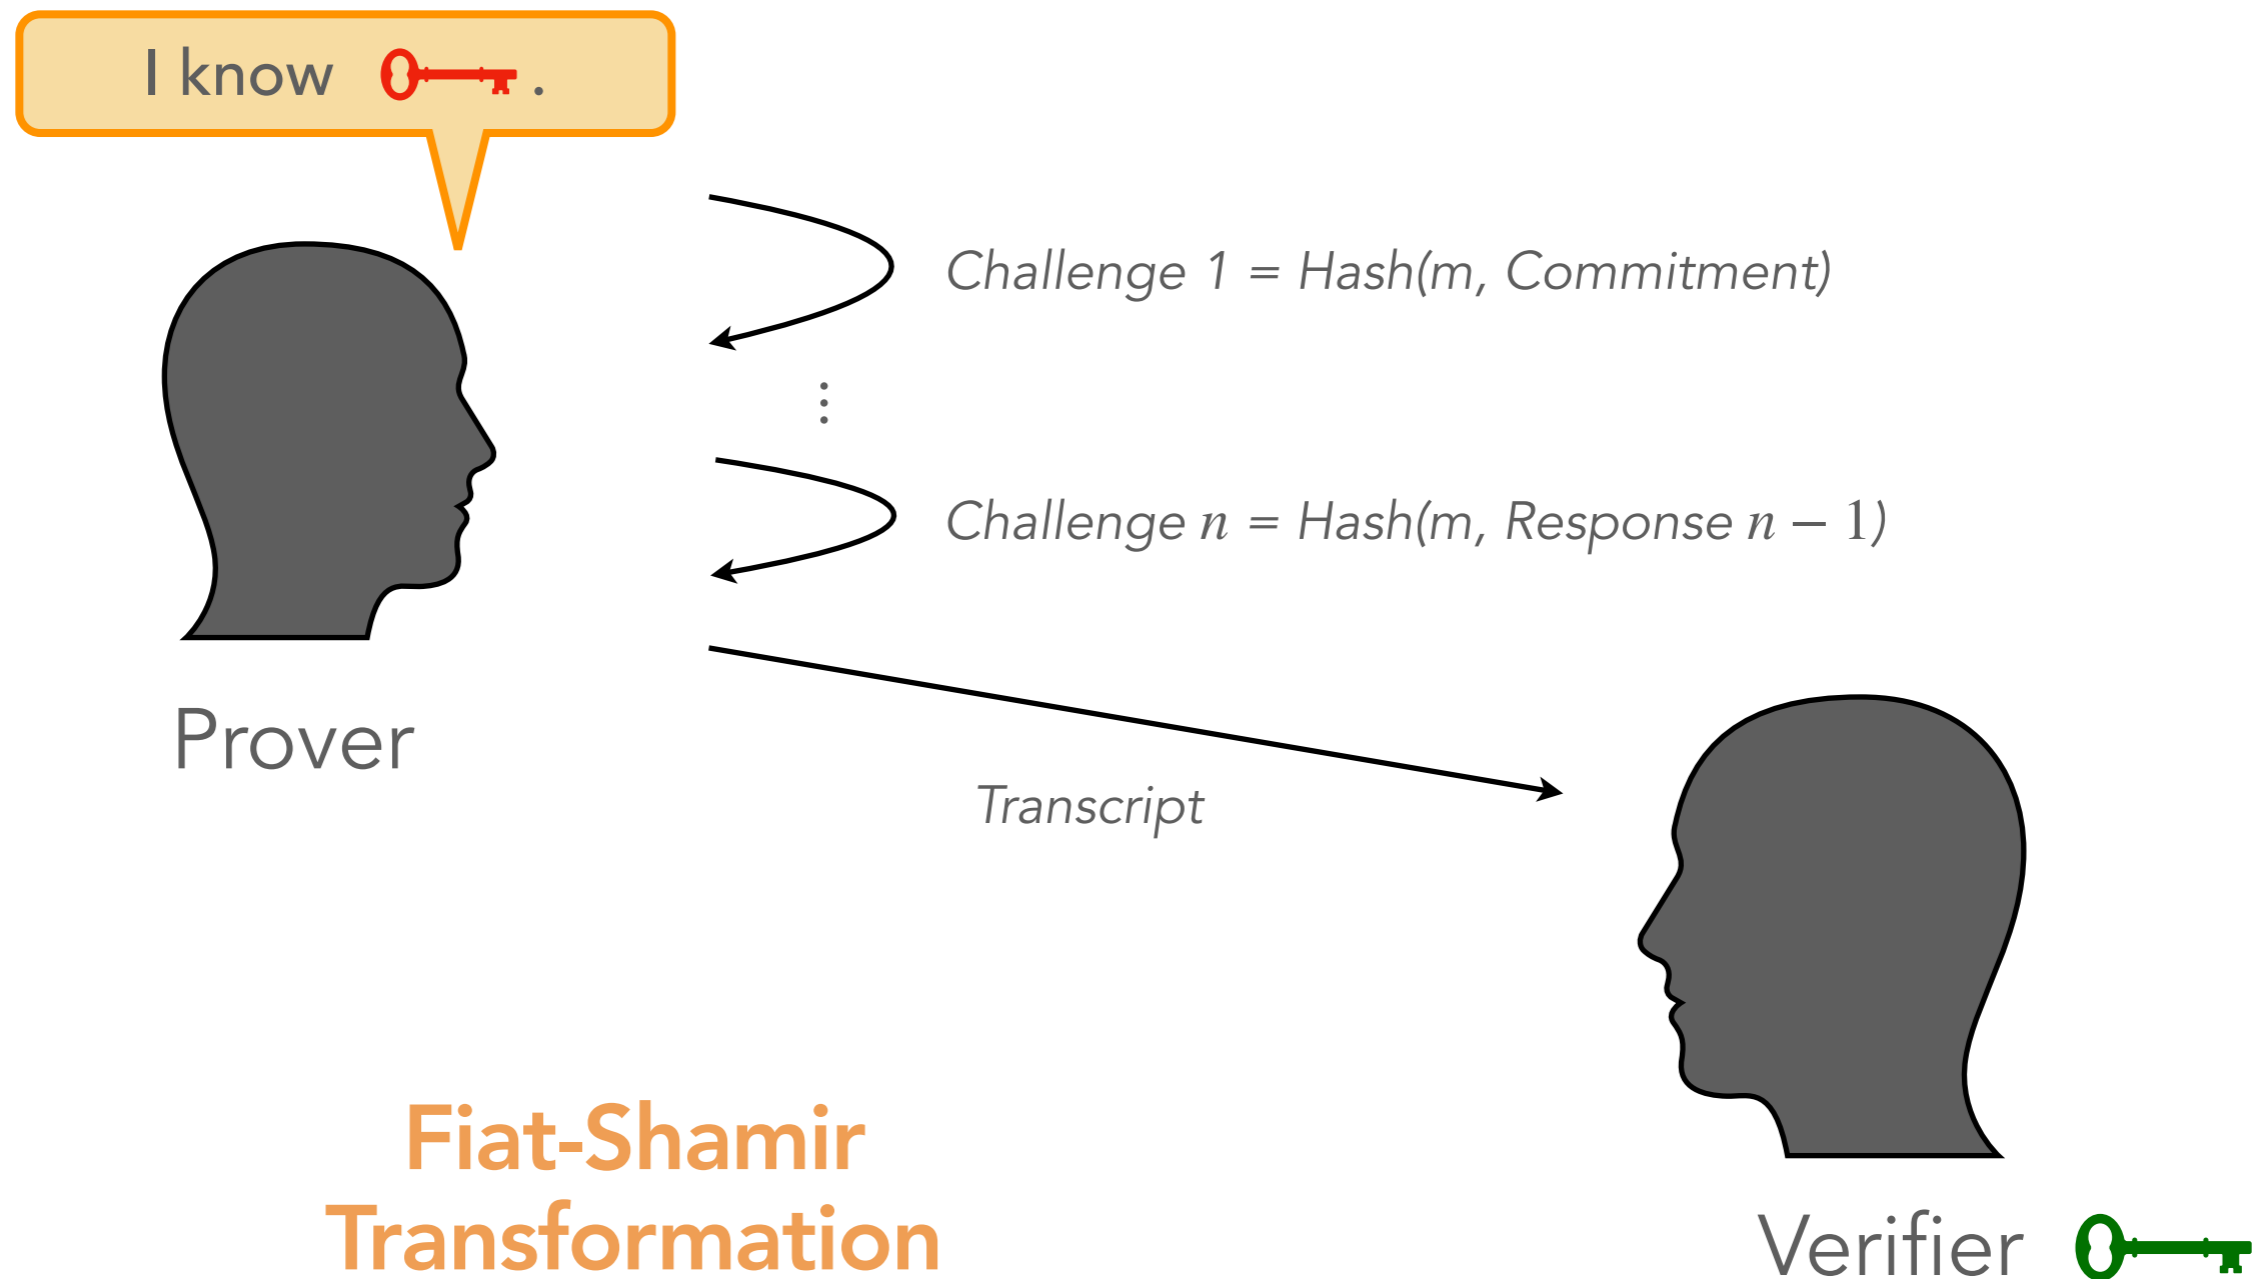 I know .
Challenge 1 = Hash(m, Commitment)
⋮
Challenge n = Hash(m, Response n − 1)
Prover
Transcript
Fiat-Shamir
Transformation
Verifier